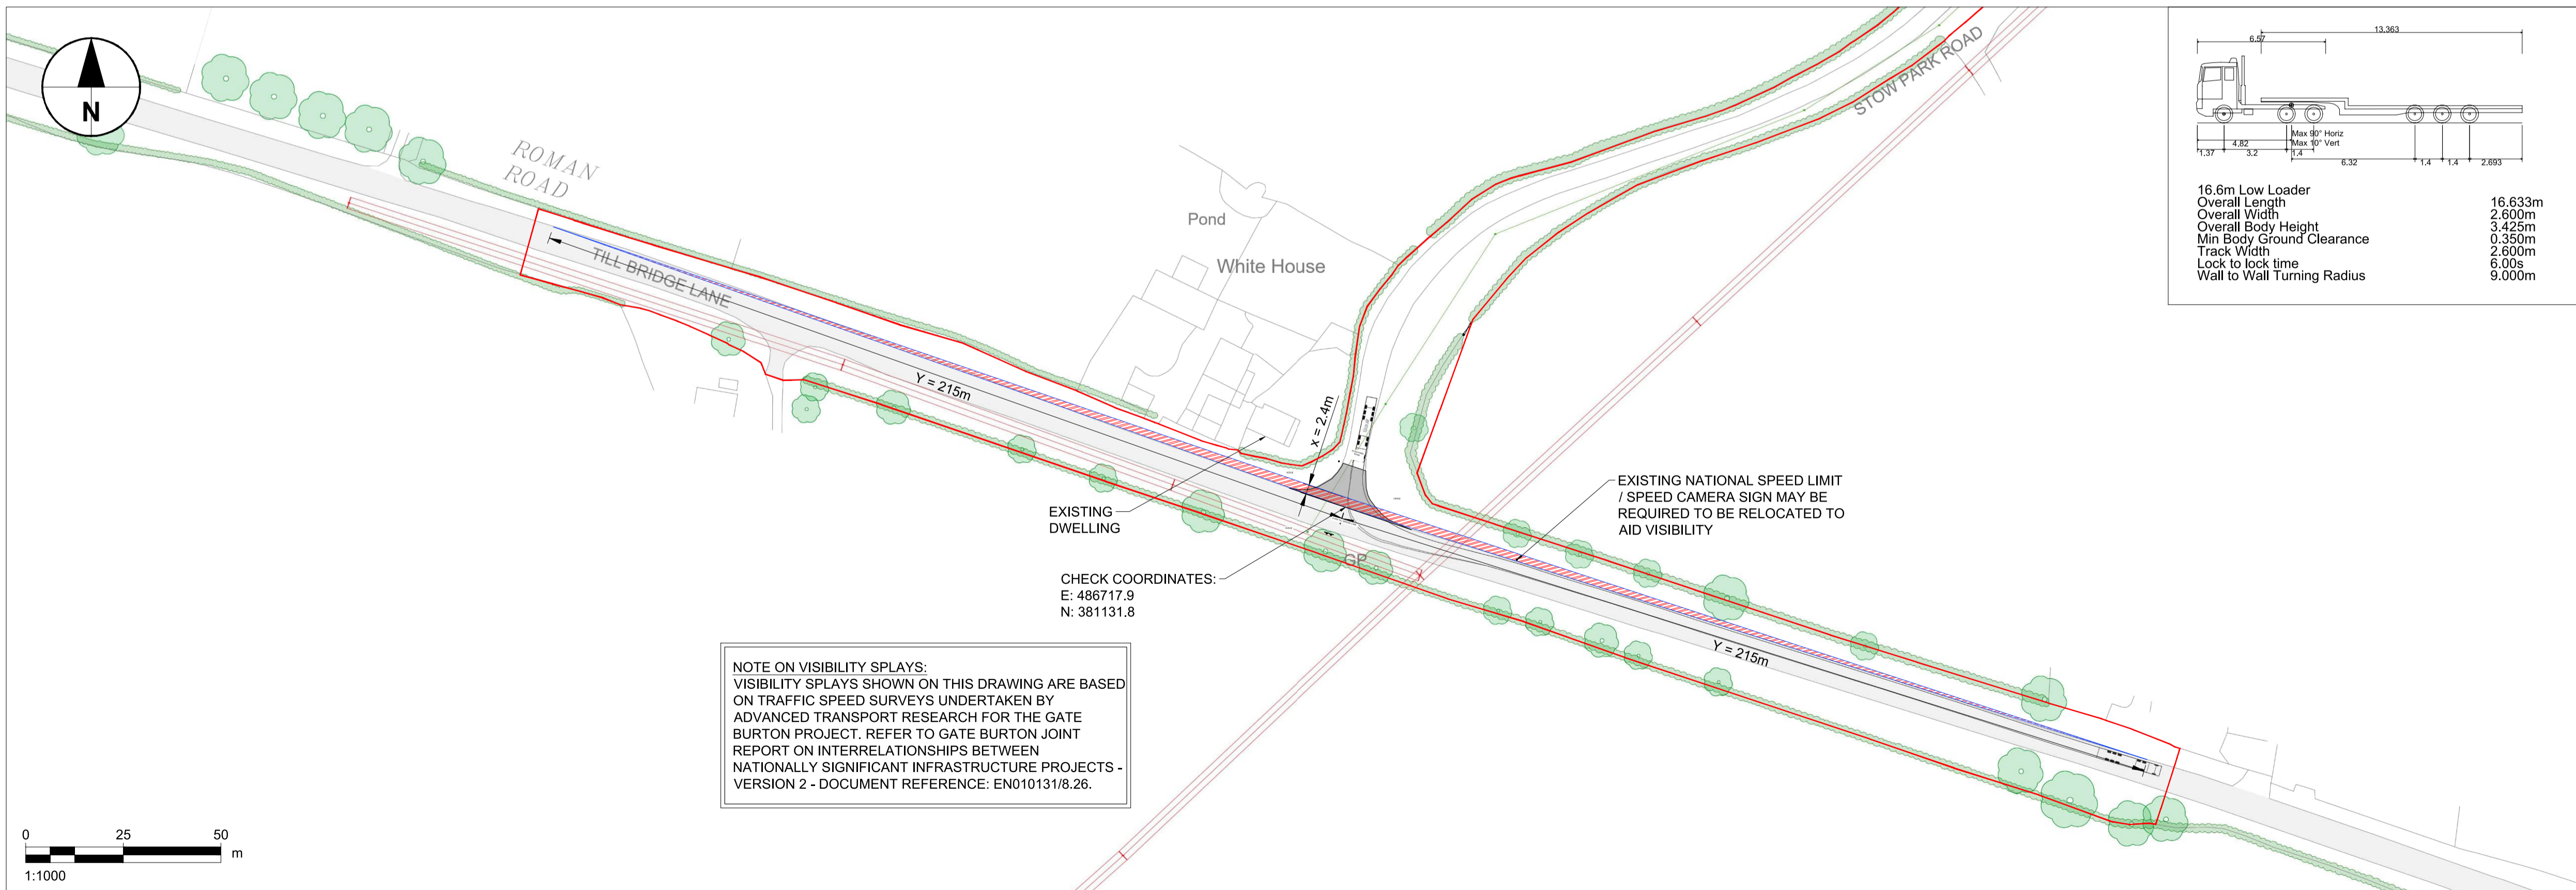 N
ROMAN
ROAD
TILL BRIDGE LANE
Pond
White House
STOW PARK ROAD
Y = 215m
x = 2.4m
EXISTING
DWELLING
CHECK COORDINATES:
E: 486717.9
N: 381131.8
GP
EXISTING NATIONAL SPEED LIMIT
/ SPEED CAMERA SIGN MAY BE
REQUIRED TO BE RELOCATED TO
AID VISIBILITY
Y = 215m
NOTE ON VISIBILITY SPLAYS:
VISIBILITY SPLAYS SHOWN ON THIS DRAWING ARE BASED
ON TRAFFIC SPEED SURVEYS UNDERTAKEN BY
ADVANCED TRANSPORT RESEARCH FOR THE GATE
BURTON PROJECT. REFER TO GATE BURTON JOINT
REPORT ON INTERRELATIONSHIPS BETWEEN
NATIONALLY SIGNIFICANT INFRASTRUCTURE PROJECTS -
VERSION 2 - DOCUMENT REFERENCE: EN010131/8.26.
0 25 50
m
1:1000
13.363
6.57
Max 90° Horiz
4.82 Max 10° Vert
1.37 3.2 1.4 6.32 1.4 1.4 2.693
16.6m Low Loader
Overall Length 16.633m
Overall Width 2.600m
Overall Body Height 3.425m
Min Body Ground Clearance 0.350m
Track Width 2.600m
Lock to lock time 6.00s
Wall to Wall Turning Radius 9.000m